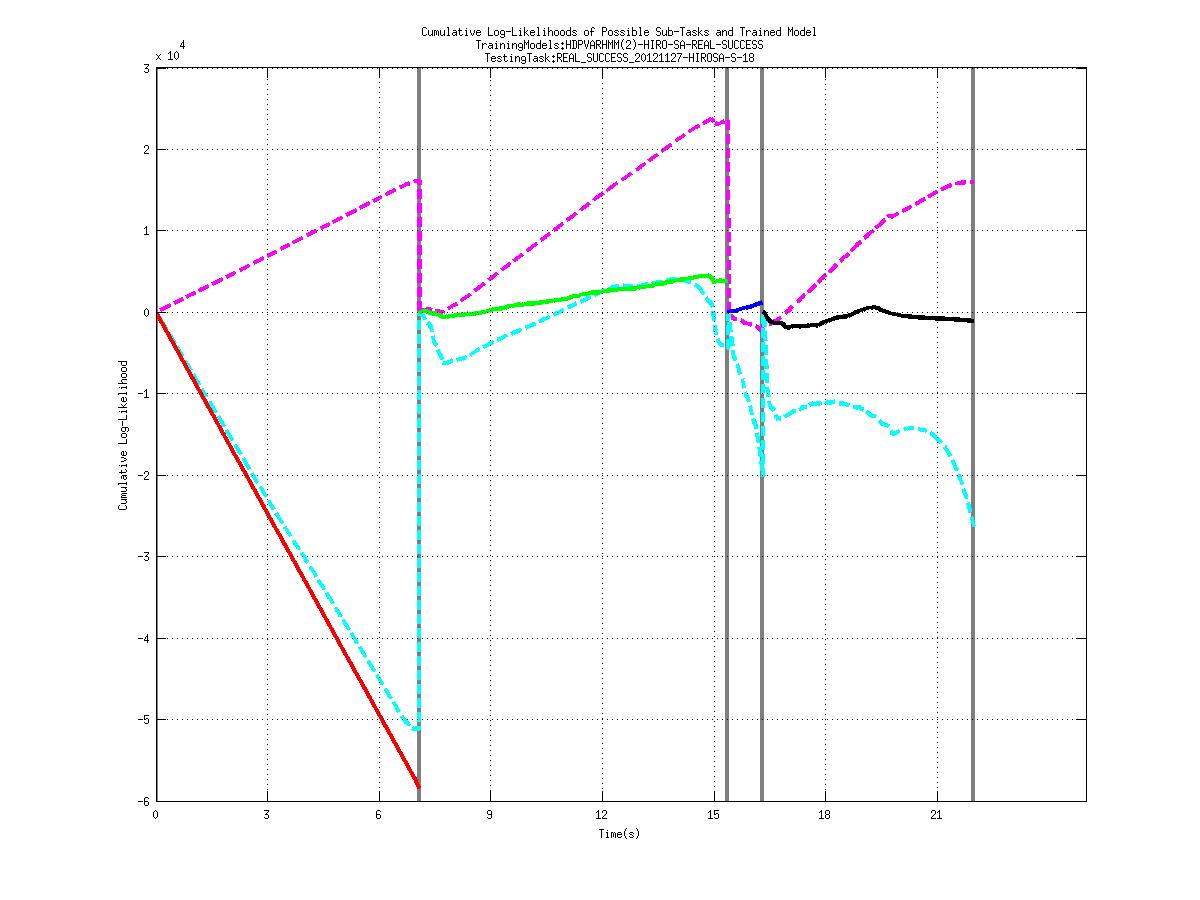 Cumulative Log-Likelihoods of Possible Sub-Tasks and Trained Model
TrainingModels:HDPVARHMM(2)-HIRO-SA-REAL-SUCCESS
TestingTask:REAL_SUCCESS_20121127-HIROSA-S-18
x 10^4
3
2
1
0
-1
-2
-3
-4
-5
-6
Cumulative Log-Likelihood
0 3 6 9 12 15 18 21
Time(s)